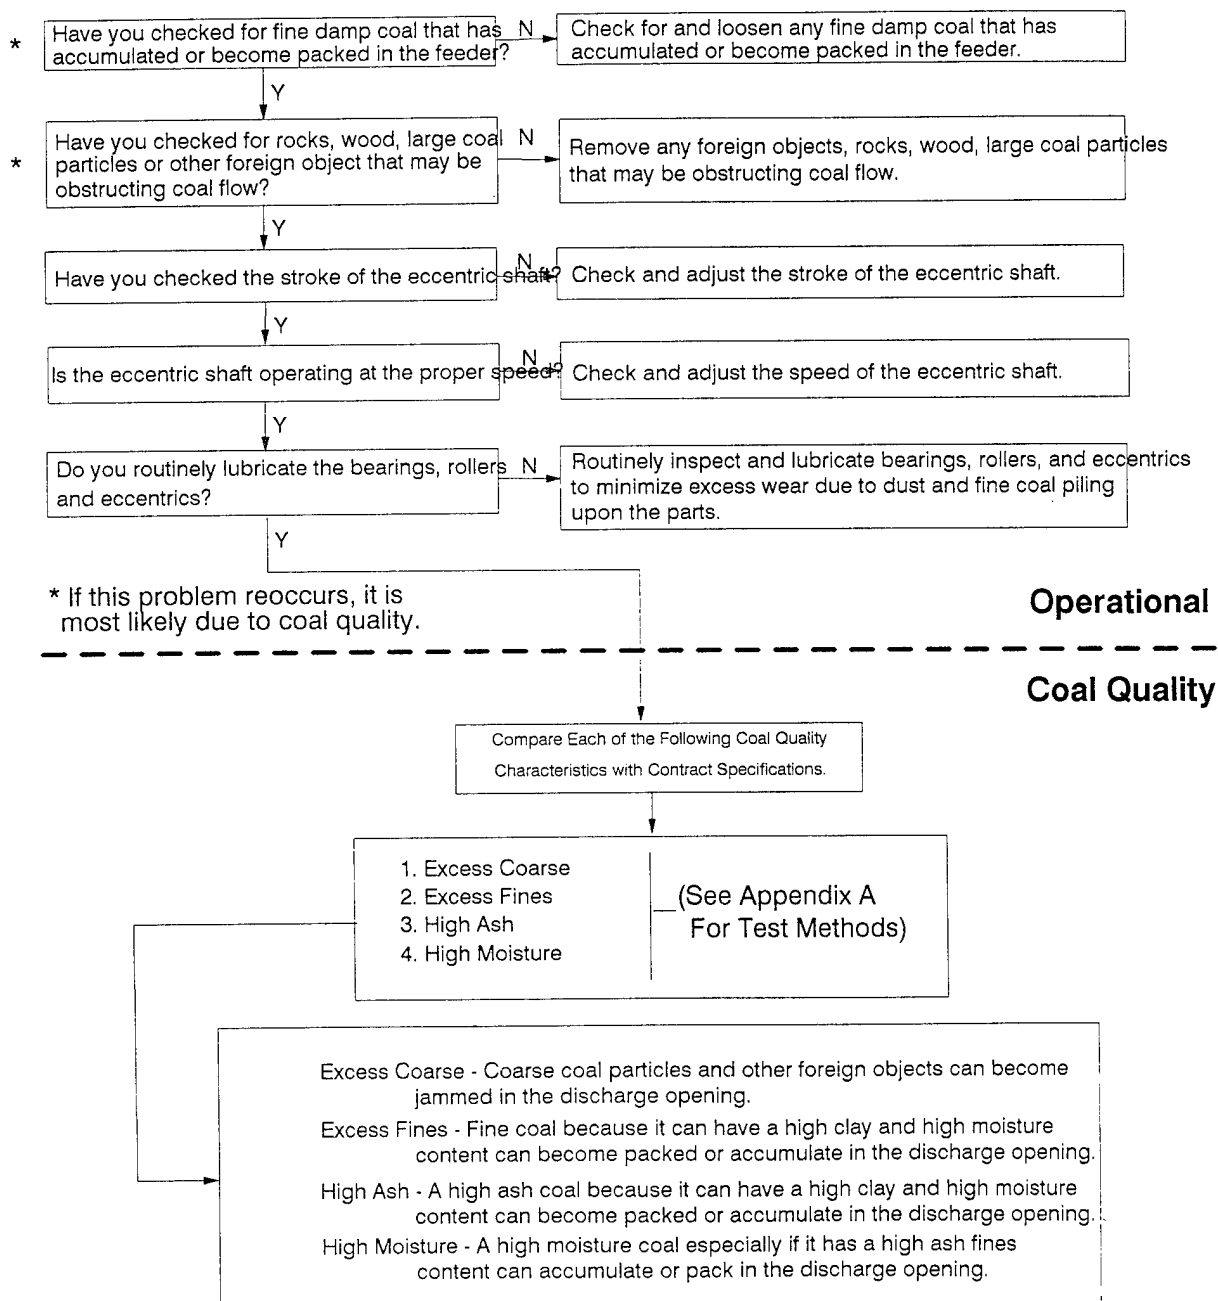 * Have you checked for fine damp coal that has
accumulated or become packed in the feeder?
N
Check for and loosen any fine damp coal that has
accumulated or become packed in the feeder.
Y
* Have you checked for rocks, wood, large coal
particles or other foreign object that may be
obstructing coal flow?
N
Remove any foreign objects, rocks, wood, large coal particles
that may be obstructing coal flow.
Y
Have you checked the stroke of the eccentric shaft?
N
Check and adjust the stroke of the eccentric shaft.
Y
Is the eccentric shaft operating at the proper speed?
N
Check and adjust the speed of the eccentric shaft.
Y
Do you routinely lubricate the bearings, rollers
and eccentrics?
N
Routinely inspect and lubricate bearings, rollers, and eccentrics
to minimize excess wear due to dust and fine coal piling
upon the parts.
Y
* If this problem reoccurs, it is
most likely due to coal quality.
Operational
Coal Quality
Compare Each of the Following Coal Quality
Characteristics with Contract Specifications.
1. Excess Coarse
2. Excess Fines
3. High Ash
4. High Moisture
(See Appendix A
For Test Methods)
Excess Coarse - Coarse coal particles and other foreign objects can become
jammed in the discharge opening.
Excess Fines - Fine coal because it can have a high clay and high moisture
content can become packed or accumulate in the discharge opening.
High Ash - A high ash coal because it can have a high clay and high moisture
content can become packed or accumulate in the discharge opening.
High Moisture - A high moisture coal especially if it has a high ash fines
content can accumulate or pack in the discharge opening.